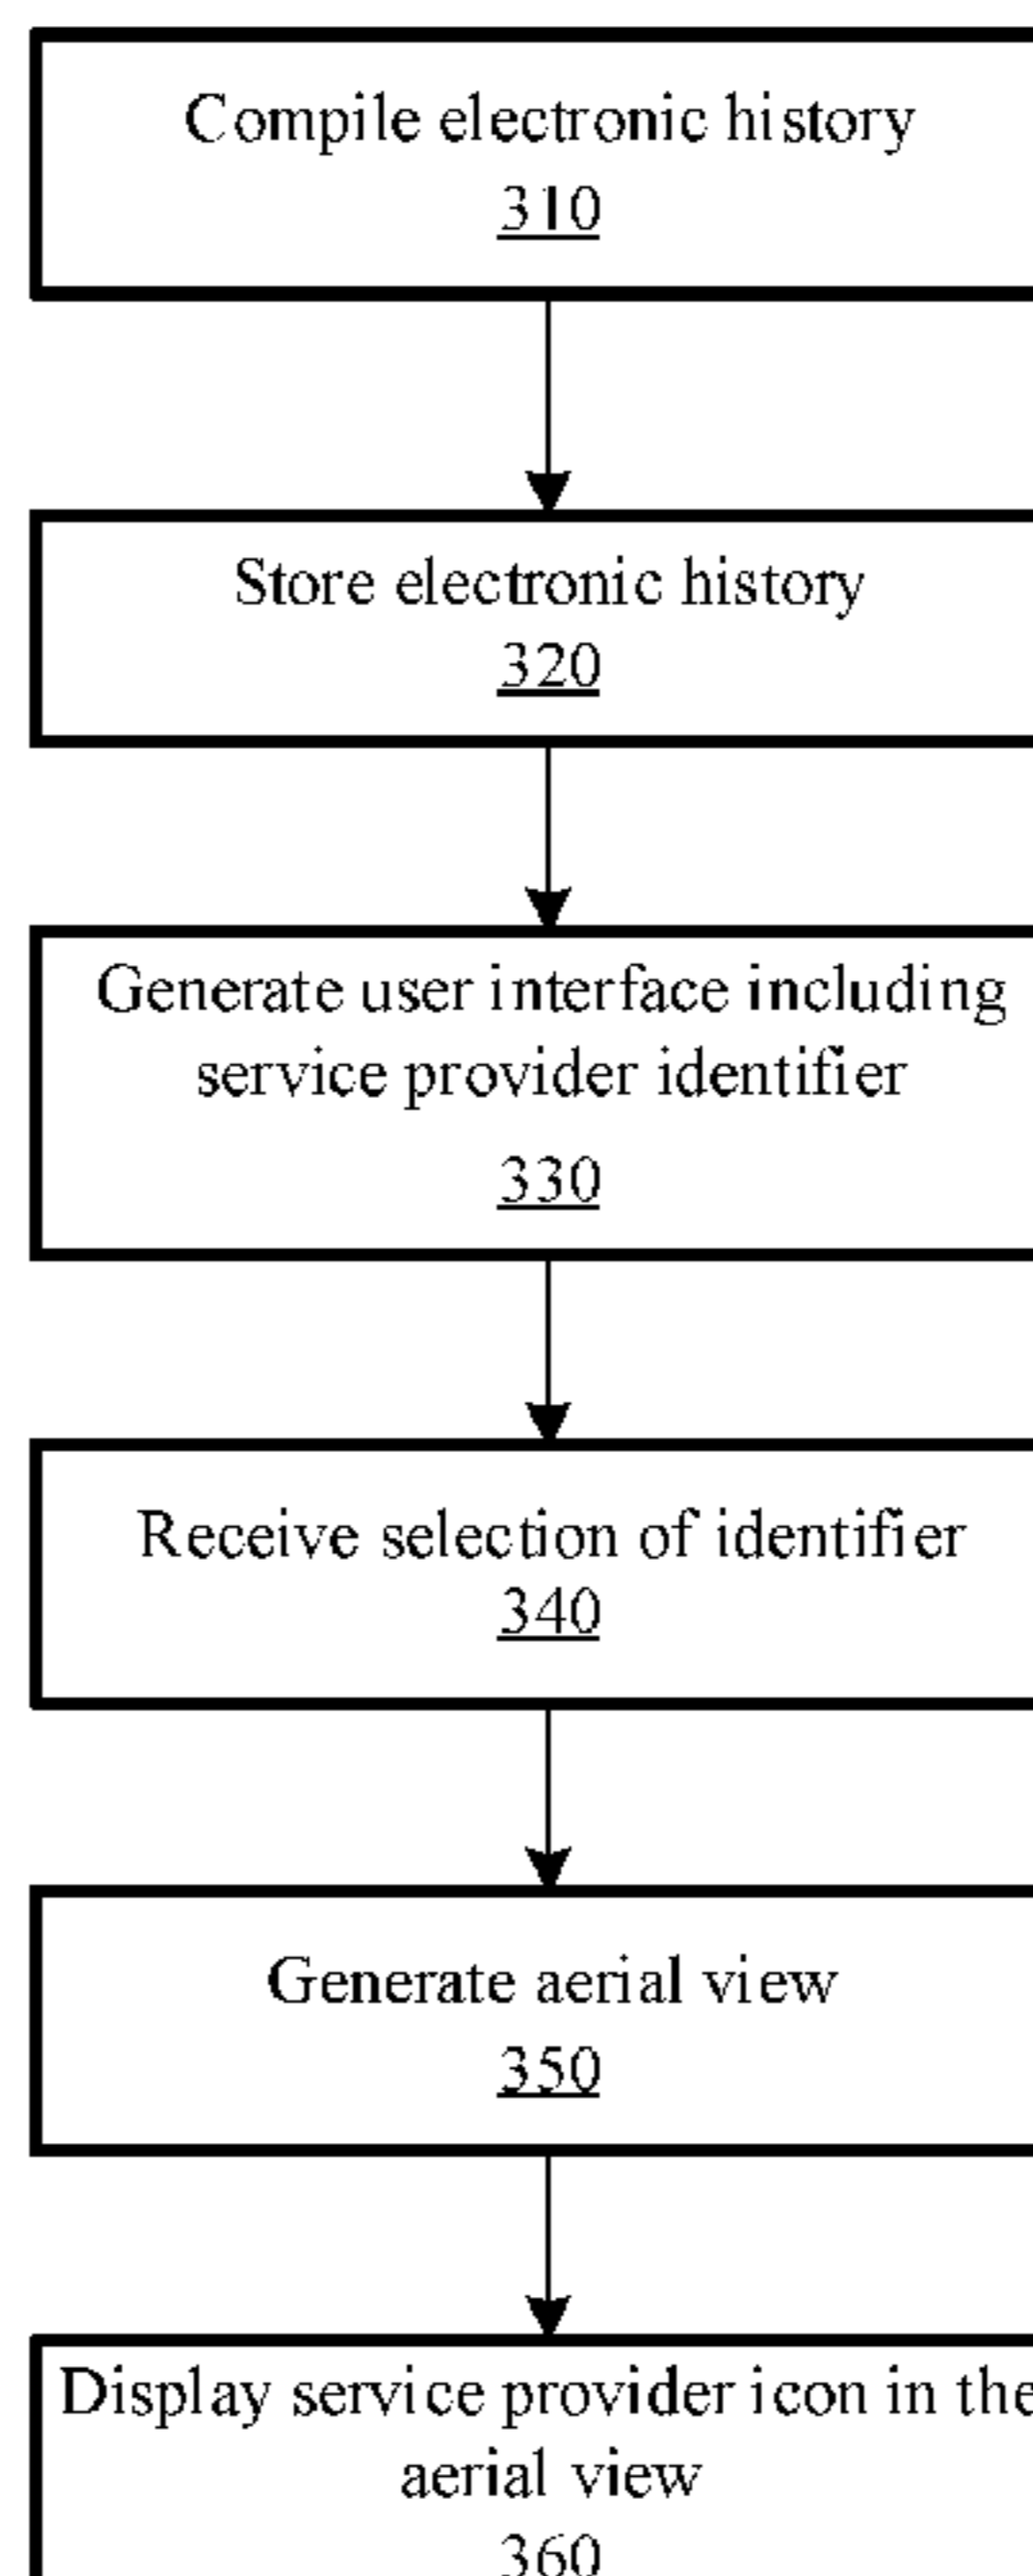 Compile electronic history
310
Store electronic history
320
Generate user interface including
service provider identifier
330
Receive selection of identifier
340
Generate aerial view
350
Display service provider icon in the
aerial view
360